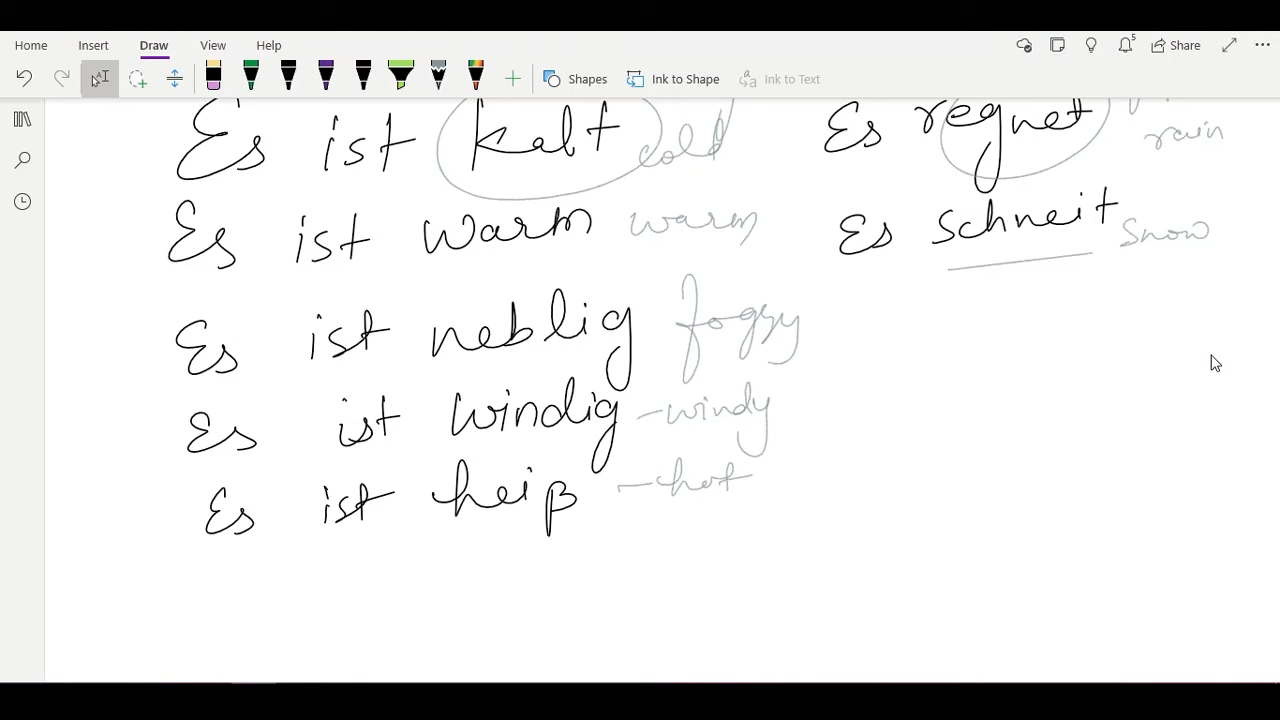 Home Insert Draw View Help
Share
Shapes Ink to Shape Ink to Text
Es ist kalt cold
Es ist warm warm
Es ist neblig foggy
Es ist windig - windy
Es ist heiß - hot
Es regnet rain
Es schneit snow